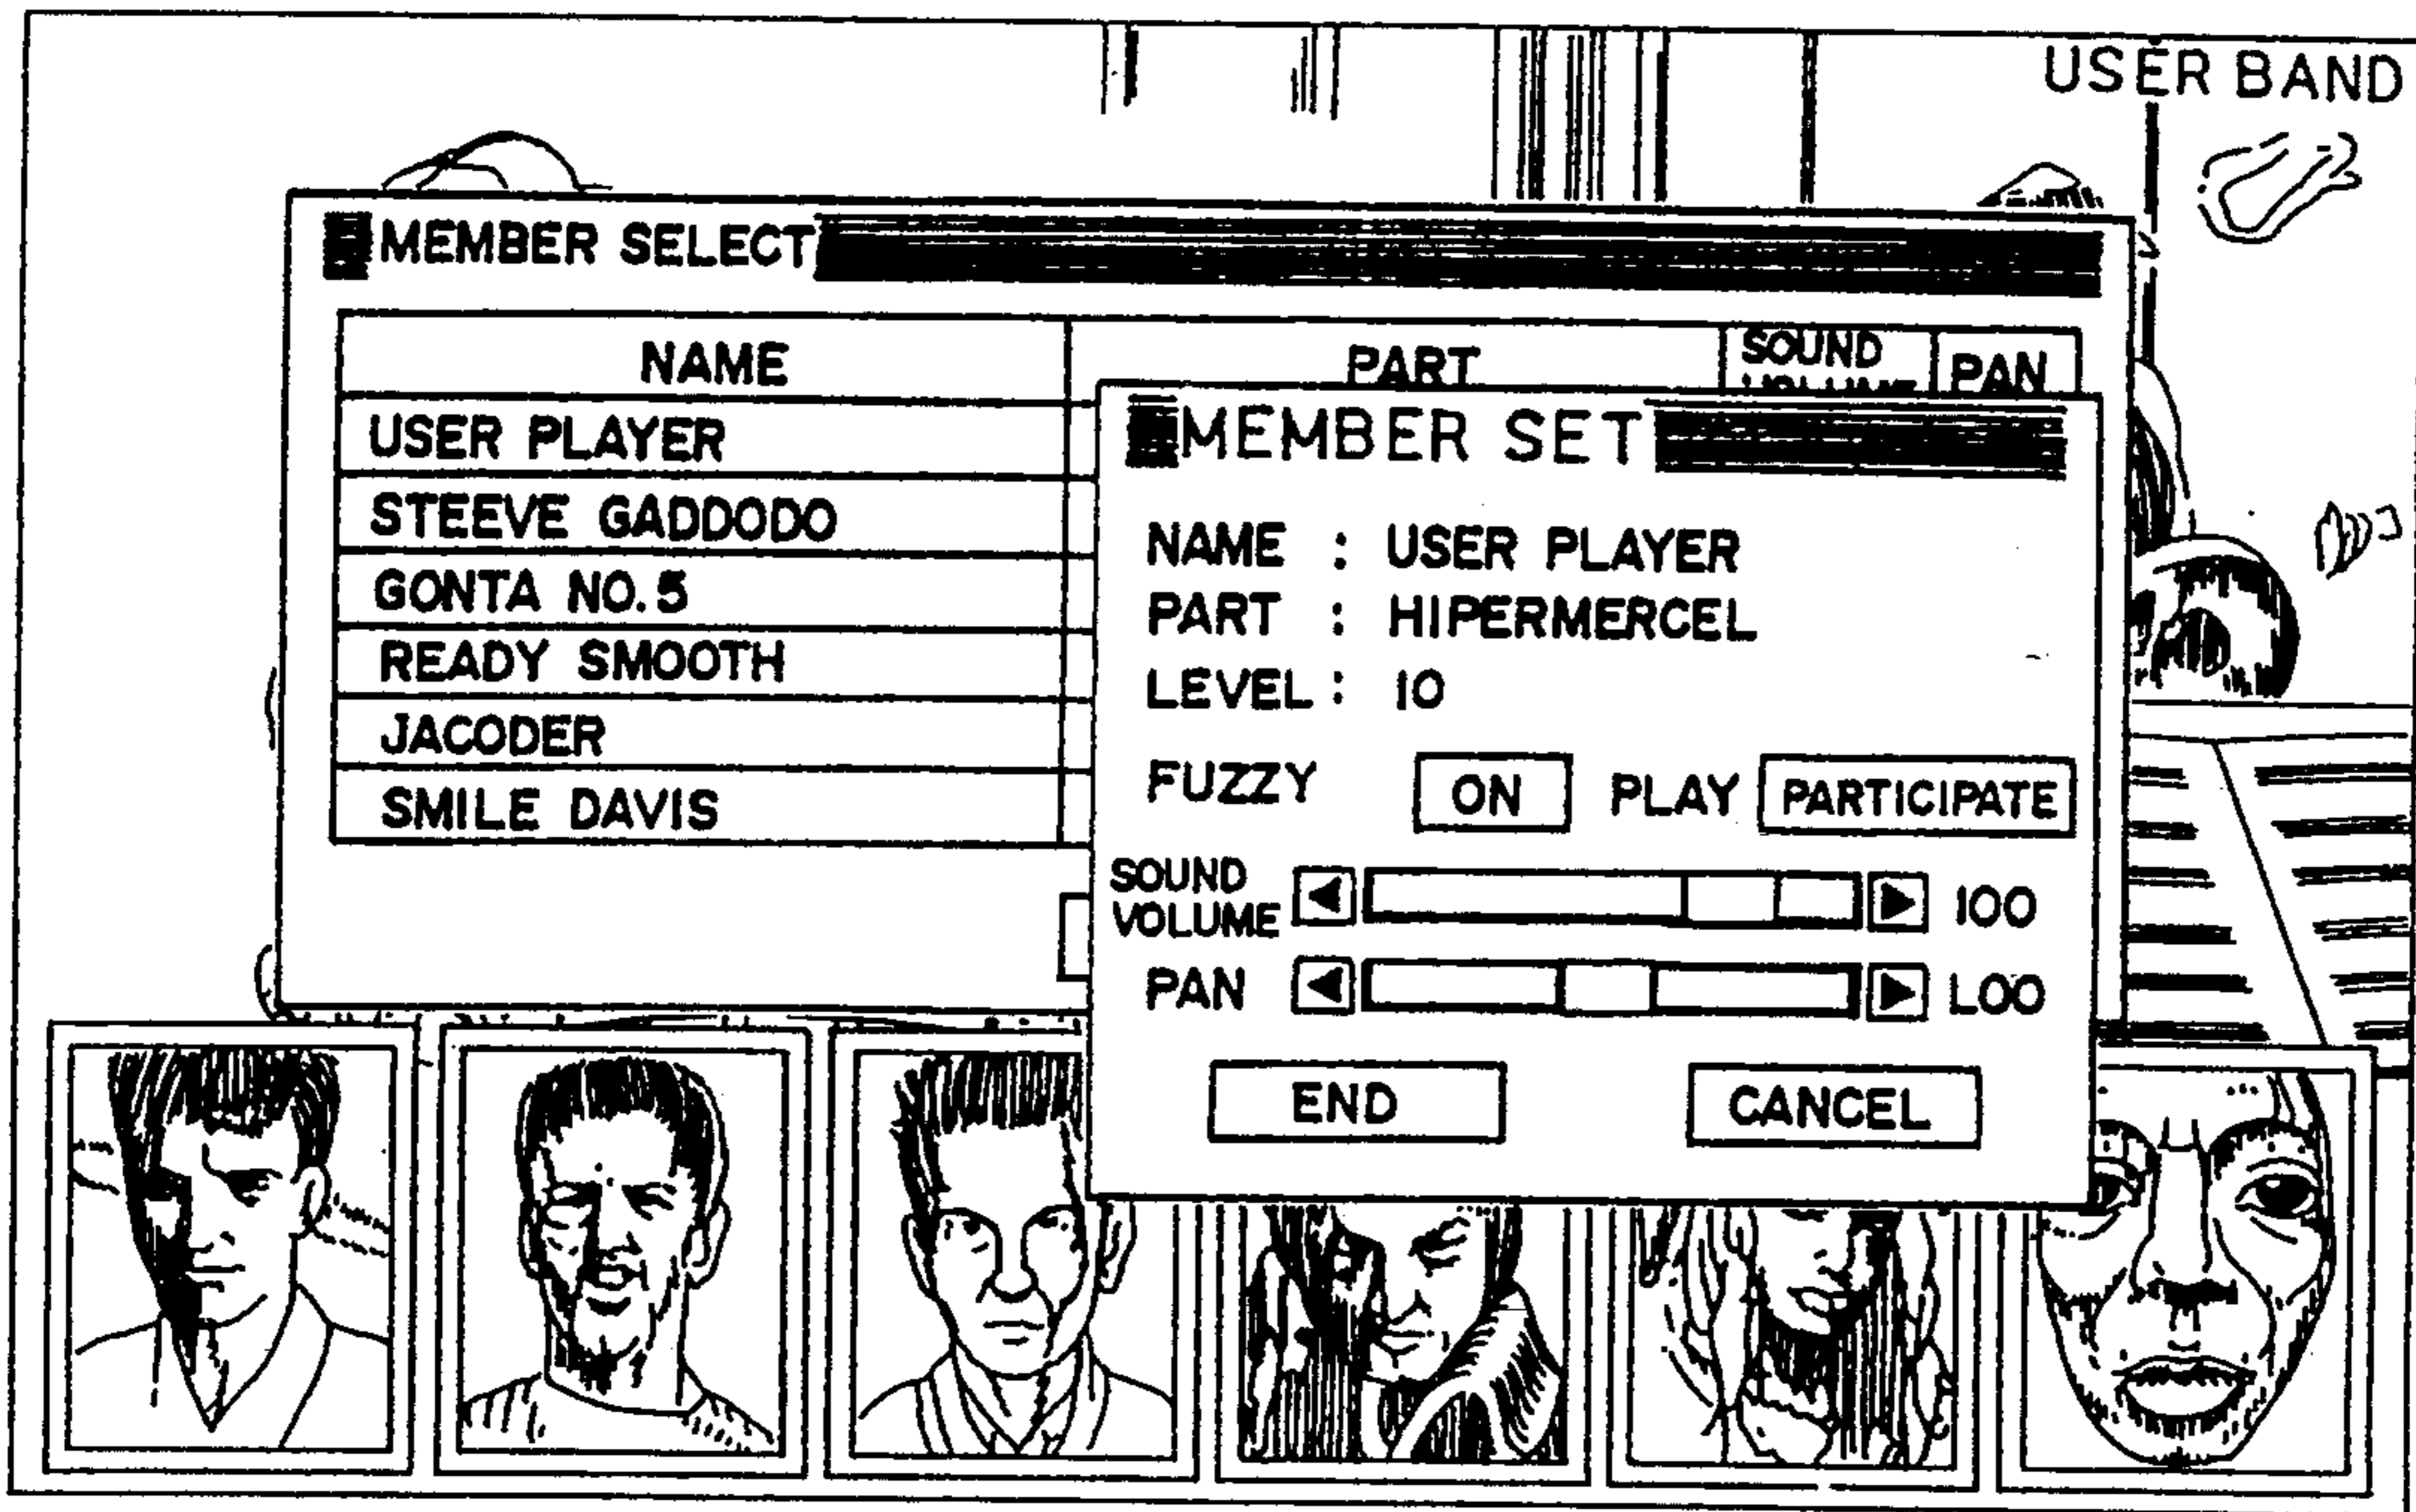 USER BAND
MEMBER SELECT
NAME PART SOUND VOLUME PAN
USER PLAYER
STEEVE GADDODO
GONTA NO. 5
READY SMOOTH
JACODER
SMILE DAVIS
MEMBER SET
NAME : USER PLAYER
PART : HIPERMERCEL
LEVEL : 10
FUZZY ON PLAY PARTICIPATE
SOUND VOLUME 100
PAN L00
END CANCEL